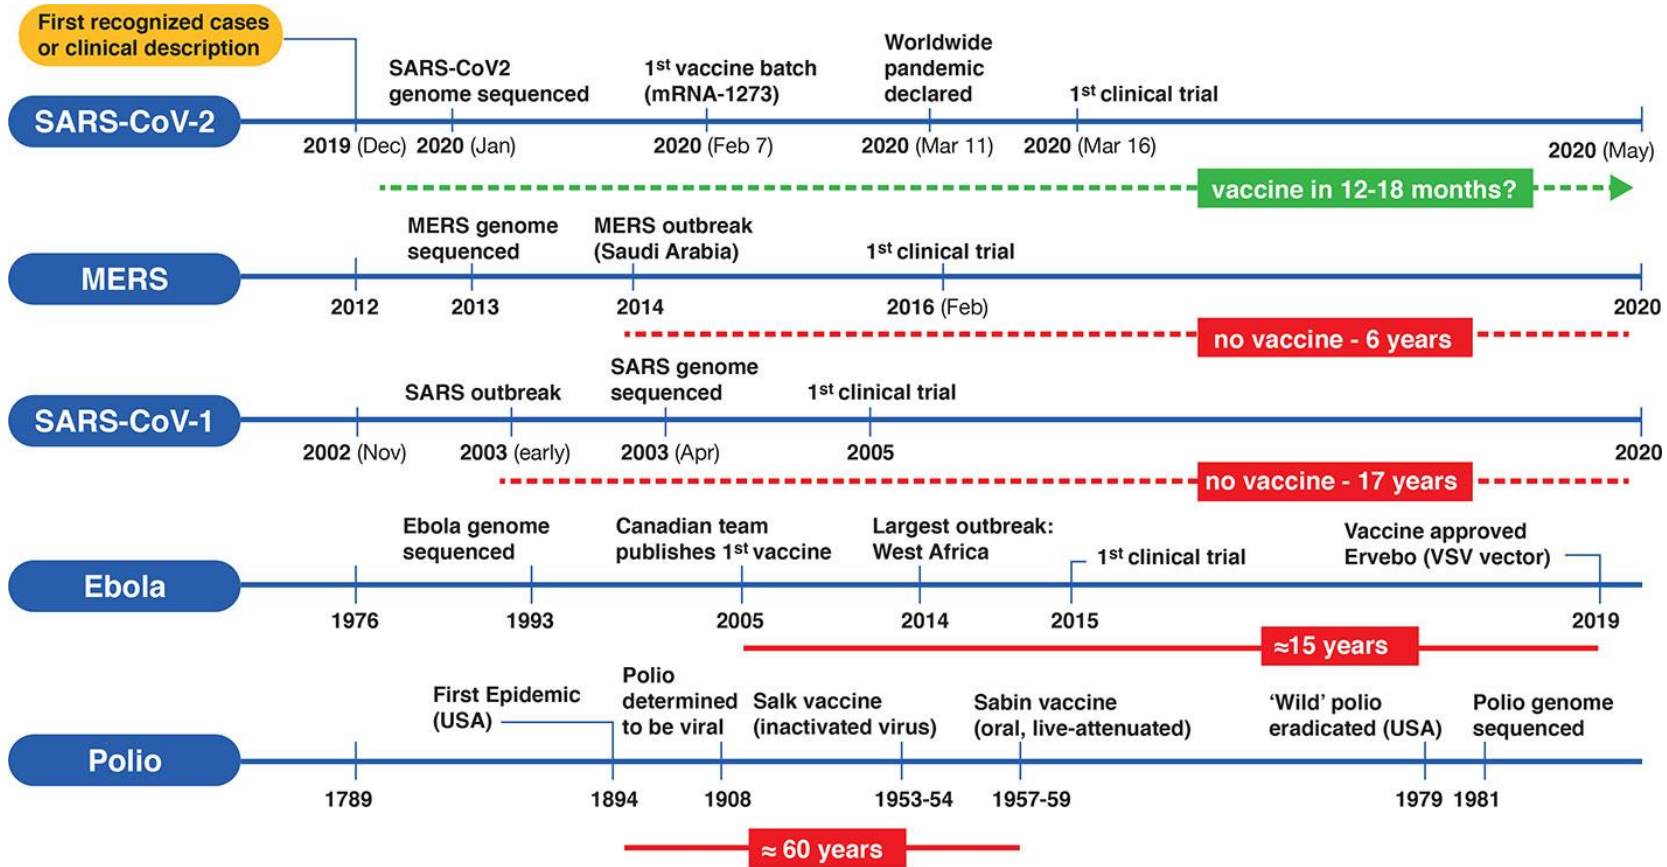 First recognized cases
or clinical description
SARS-CoV-2
SARS-CoV2
genome sequenced
1st vaccine batch
(mRNA-1273)
Worldwide
pandemic
declared
1st clinical trial
2019 (Dec)
2020 (Jan)
2020 (Feb 7)
2020 (Mar 11)
2020 (Mar 16)
2020 (May)
vaccine in 12-18 months?
MERS
MERS genome
sequenced
MERS outbreak
(Saudi Arabia)
1st clinical trial
2012
2013
2014
2016 (Feb)
2020
no vaccine - 6 years
SARS-CoV-1
SARS outbreak
SARS genome
sequenced
1st clinical trial
2002 (Nov)
2003 (early)
2003 (Apr)
2005
2020
no vaccine - 17 years
Ebola
Ebola genome
sequenced
Canadian team
publishes 1st vaccine
Largest outbreak:
West Africa
1st clinical trial
Vaccine approved
Ervebo (VSV vector)
1976
1993
2005
2014
2015
2019
≈15 years
Polio
First Epidemic
(USA)
Polio
determined
to be viral
Salk vaccine
(inactivated virus)
Sabin vaccine
(oral, live-attenuated)
‘Wild’ polio
eradicated (USA)
Polio genome
sequenced
1789
1894
1908
1953-54
1957-59
1979
1981
≈ 60 years